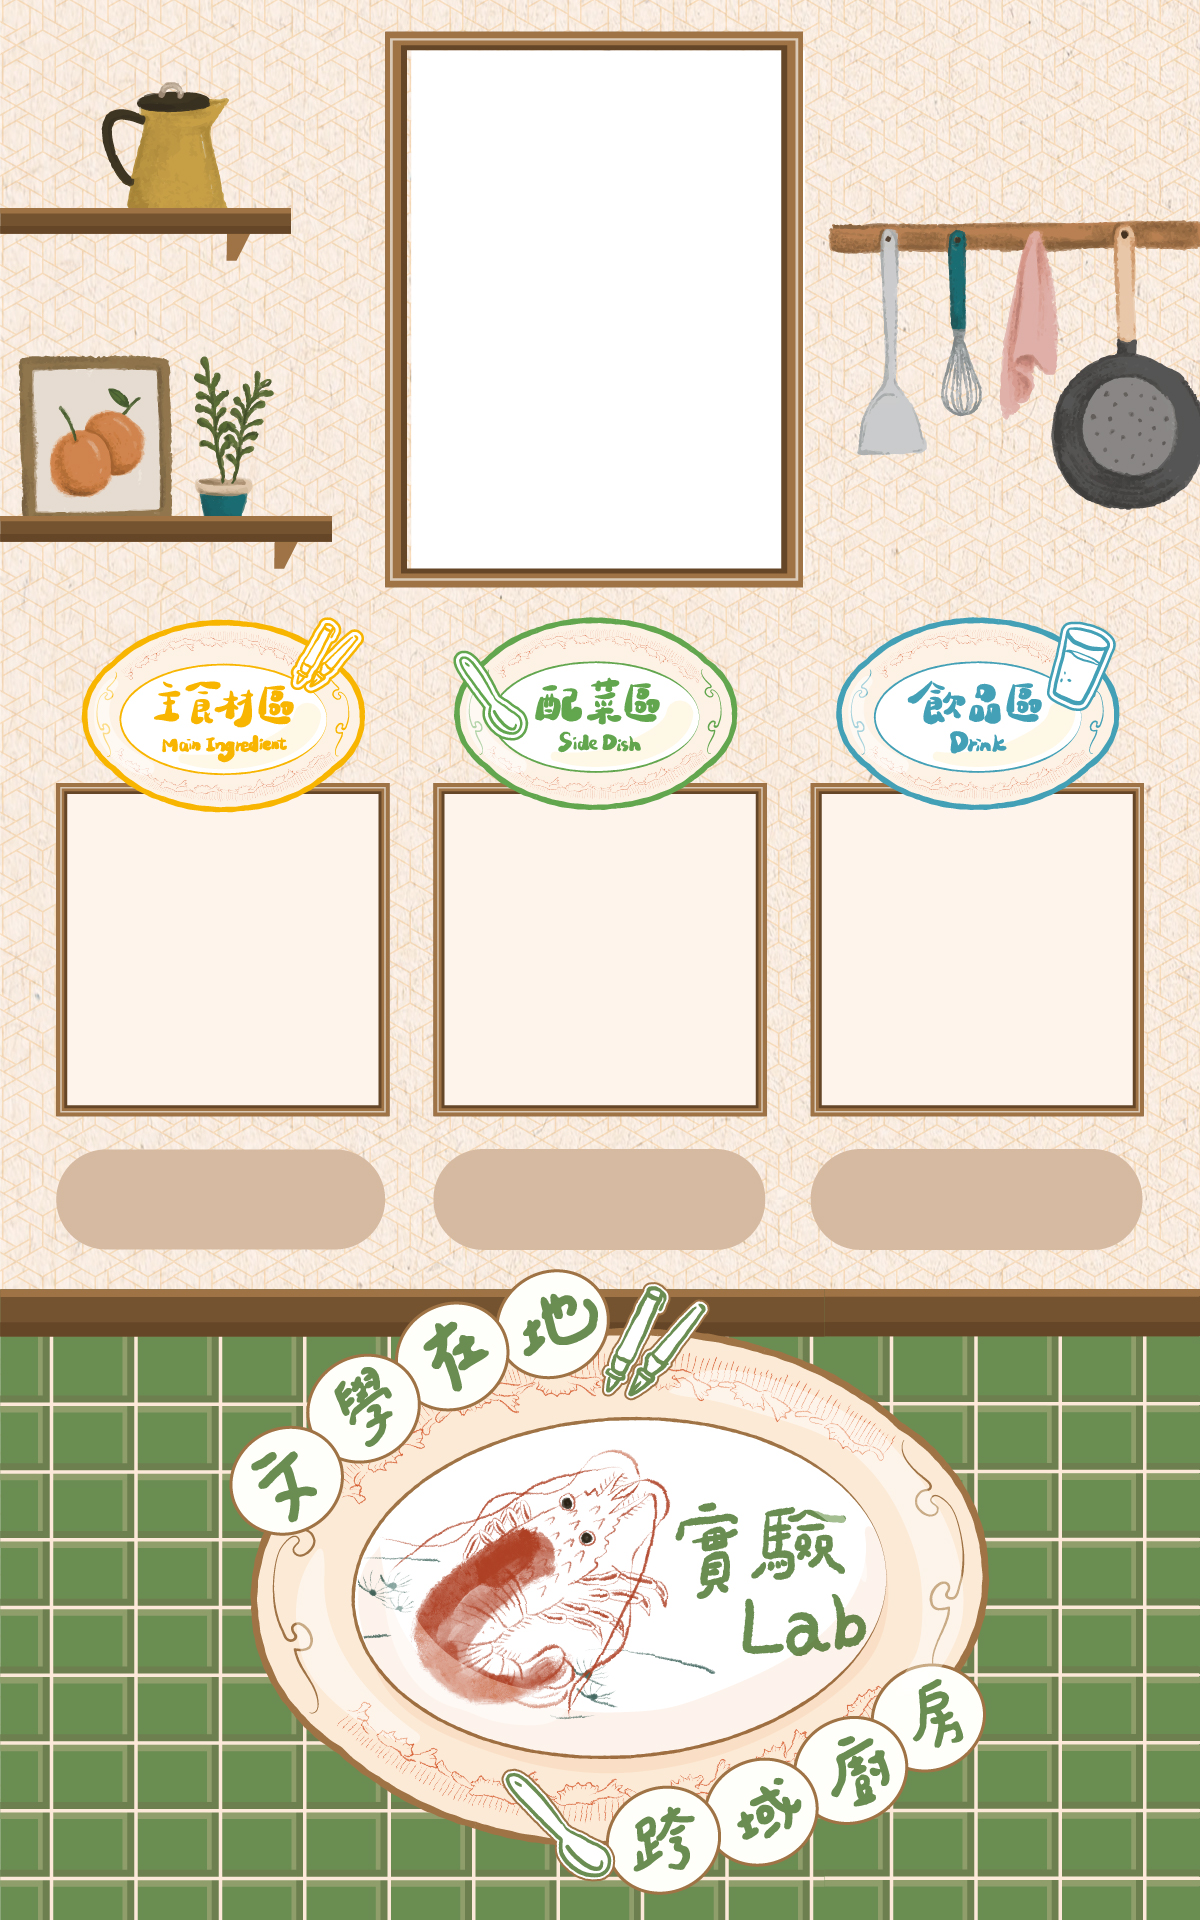 主食材區
Main Ingredient
配菜區
Side Dish
飲品區
Drink
文學在地
實驗
Lab
跨域廚房